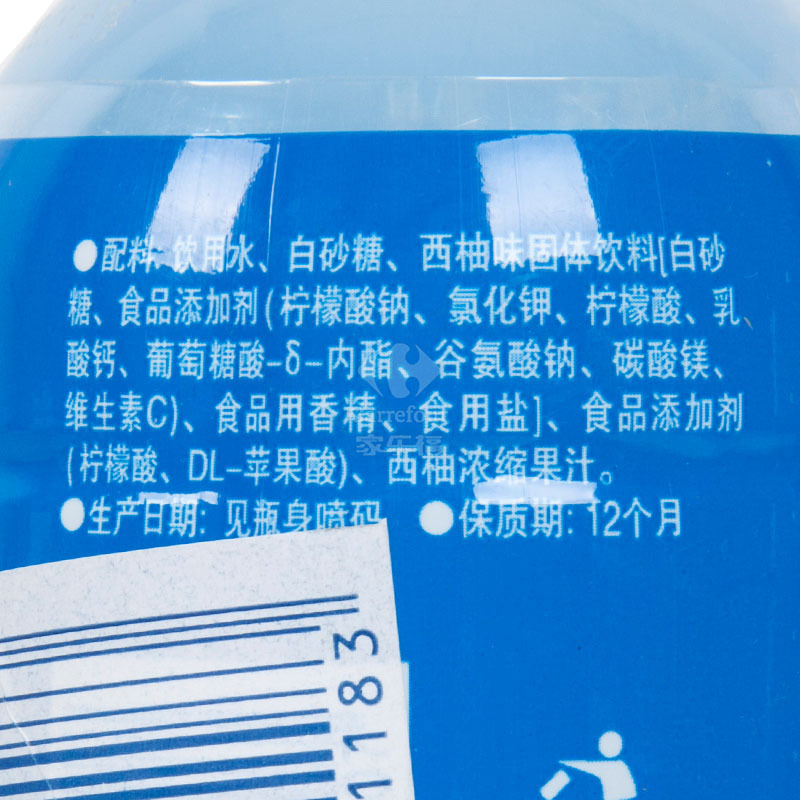 ●配料: 饮用水、白砂糖、西柚味固体饮料[白砂
糖、食品添加剂(柠檬酸钠、氯化钾、柠檬酸、乳
酸钙、葡萄糖酸-δ-内酯、谷氨酸钠、碳酸镁、
维生素C)、食品用香精、食用盐]、食品添加剂
(柠檬酸、DL-苹果酸)、西柚浓缩果汁。
●生产日期: 见瓶身喷码 ●保质期: 12个月
Carrefour
家乐福
1183